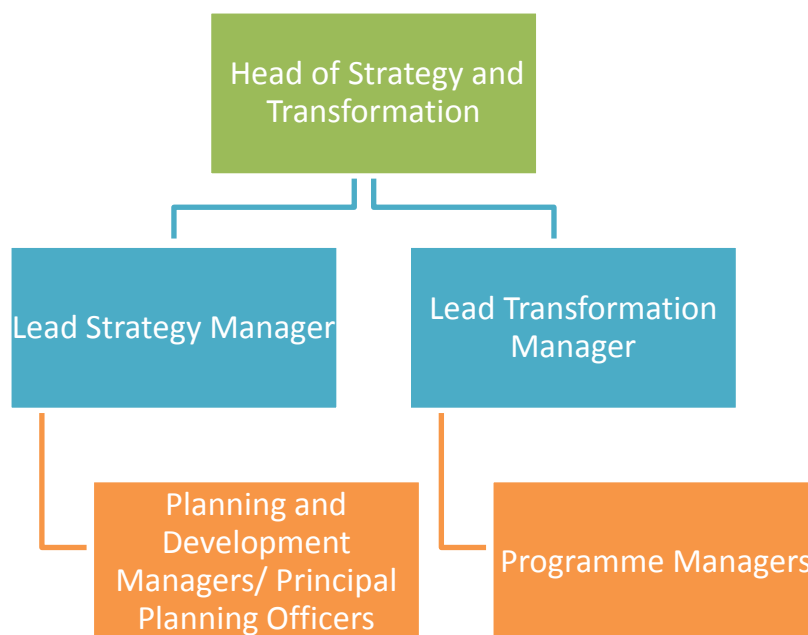 Head of Strategy and
Transformation
Lead Strategy Manager
Lead Transformation
Manager
Planning and
Development
Managers/ Principal
Planning Officers
Programme Managers